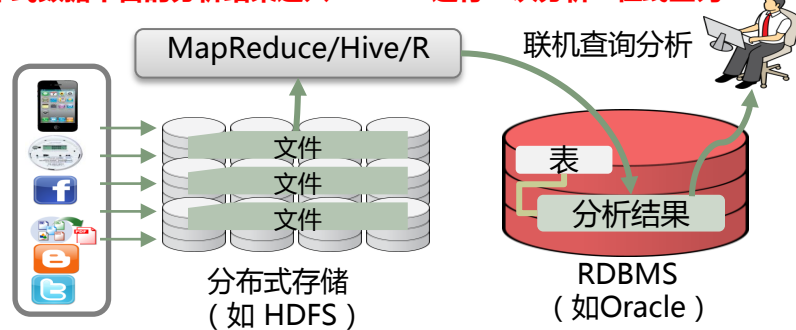 MapReduce/Hive/R
联机查询分析
文件
文件
文件
表
分析结果
分布式存储
（如 HDFS）
RDBMS
（如Oracle）